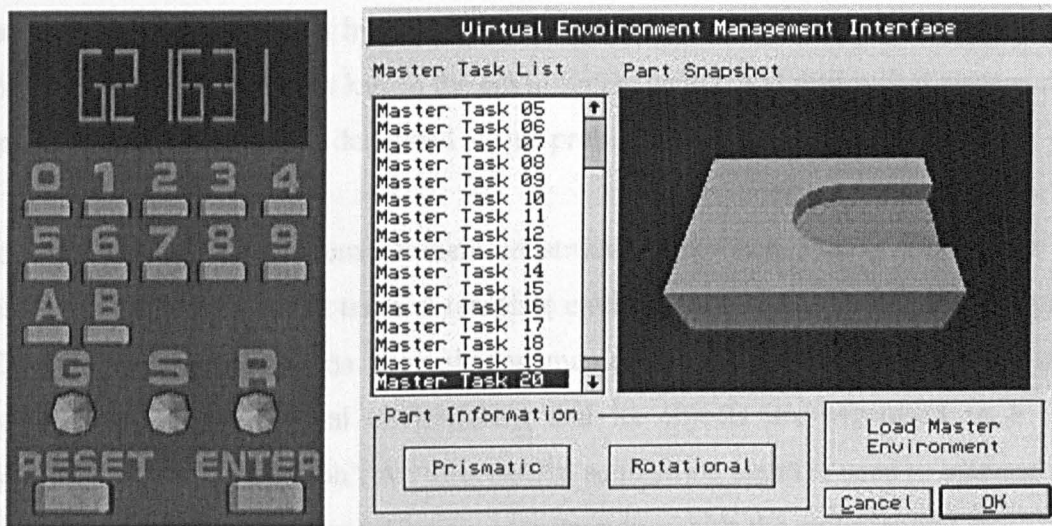 621631
0 1 2 3 4
5 6 7 8 9
A B
G S R
RESET ENTER
Virtual Envoironment Management Interface
Master Task List
Part Snapshot
Master Task 05
Master Task 06
Master Task 07
Master Task 08
Master Task 09
Master Task 10
Master Task 11
Master Task 12
Master Task 13
Master Task 14
Master Task 15
Master Task 16
Master Task 17
Master Task 18
Master Task 19
Master Task 20
Part Information
Prismatic
Rotational
Load Master
Environment
Cancel
OK